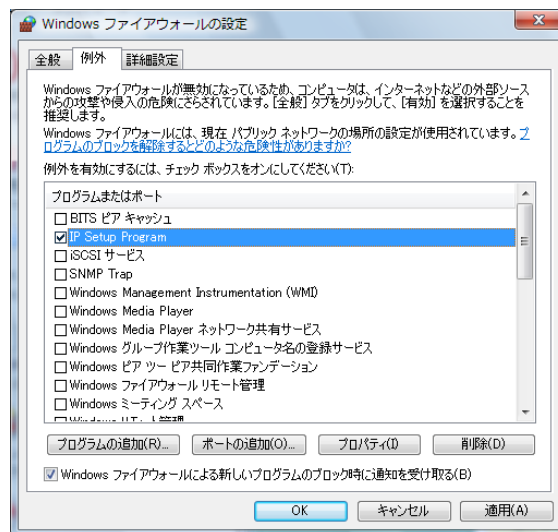 Windows ファイアウォールの設定
全般 例外 詳細設定
Windows ファイアウォールが無効になっているため、コンピュータは、インターネットなどの外部ソース
からの攻撃や侵入の危険にさらされています。[全般] タブをクリックして、[有効] を選択することを
推奨します。
Windows ファイアウォールには、現在 パブリック ネットワークの場所の設定が使用されています。プ
ログラムのブロックを解除するとどのような危険性がありますか?
例外を有効にするには、チェック ボックスをオンにしてください(T):
プログラムまたはポート
BITS ピア キャッシュ
IP Setup Program
iSCSI サービス
SNMP Trap
Windows Management Instrumentation (WMI)
Windows Media Player
Windows Media Player ネットワーク共有サービス
Windows グループ作業ツール コンピュータ名の登録サービス
Windows ピア ツー ピア共同作業ファンデーション
Windows ファイアウォール リモート管理
Windows ミーティング スペース
Windows リモート管理
プログラムの追加(R)... ポートの追加(O)... プロパティ(I) 削除(D)
Windows ファイアウォールによる新しいプログラムのブロック時に通知を受け取る(B)
OK キャンセル 適用(A)